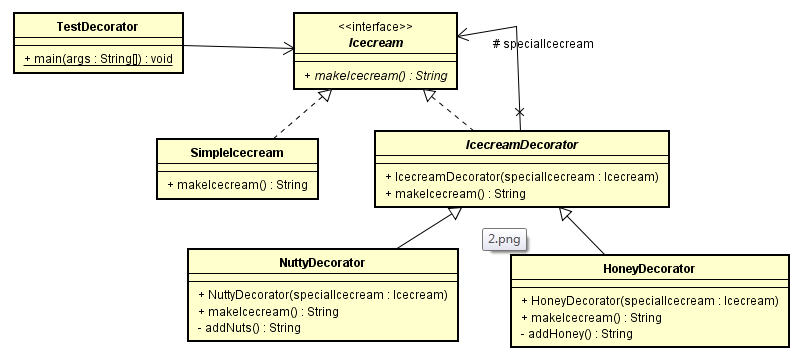 TestDecorator
+ main(args : String[]) : void
<<interface>>
Icecream
+ makeIcecream() : String
# specialIcecream
SimpleIcecream
+ makeIcecream() : String
IcecreamDecorator
+ IcecreamDecorator(specialIcecream : Icecream)
+ makeIcecream() : String
2.png
NuttyDecorator
+ NuttyDecorator(specialIcecream : Icecream)
+ makeIcecream() : String
- addNuts() : String
HoneyDecorator
+ HoneyDecorator(specialIcecream : Icecream)
+ makeIcecream() : String
- addHoney() : String